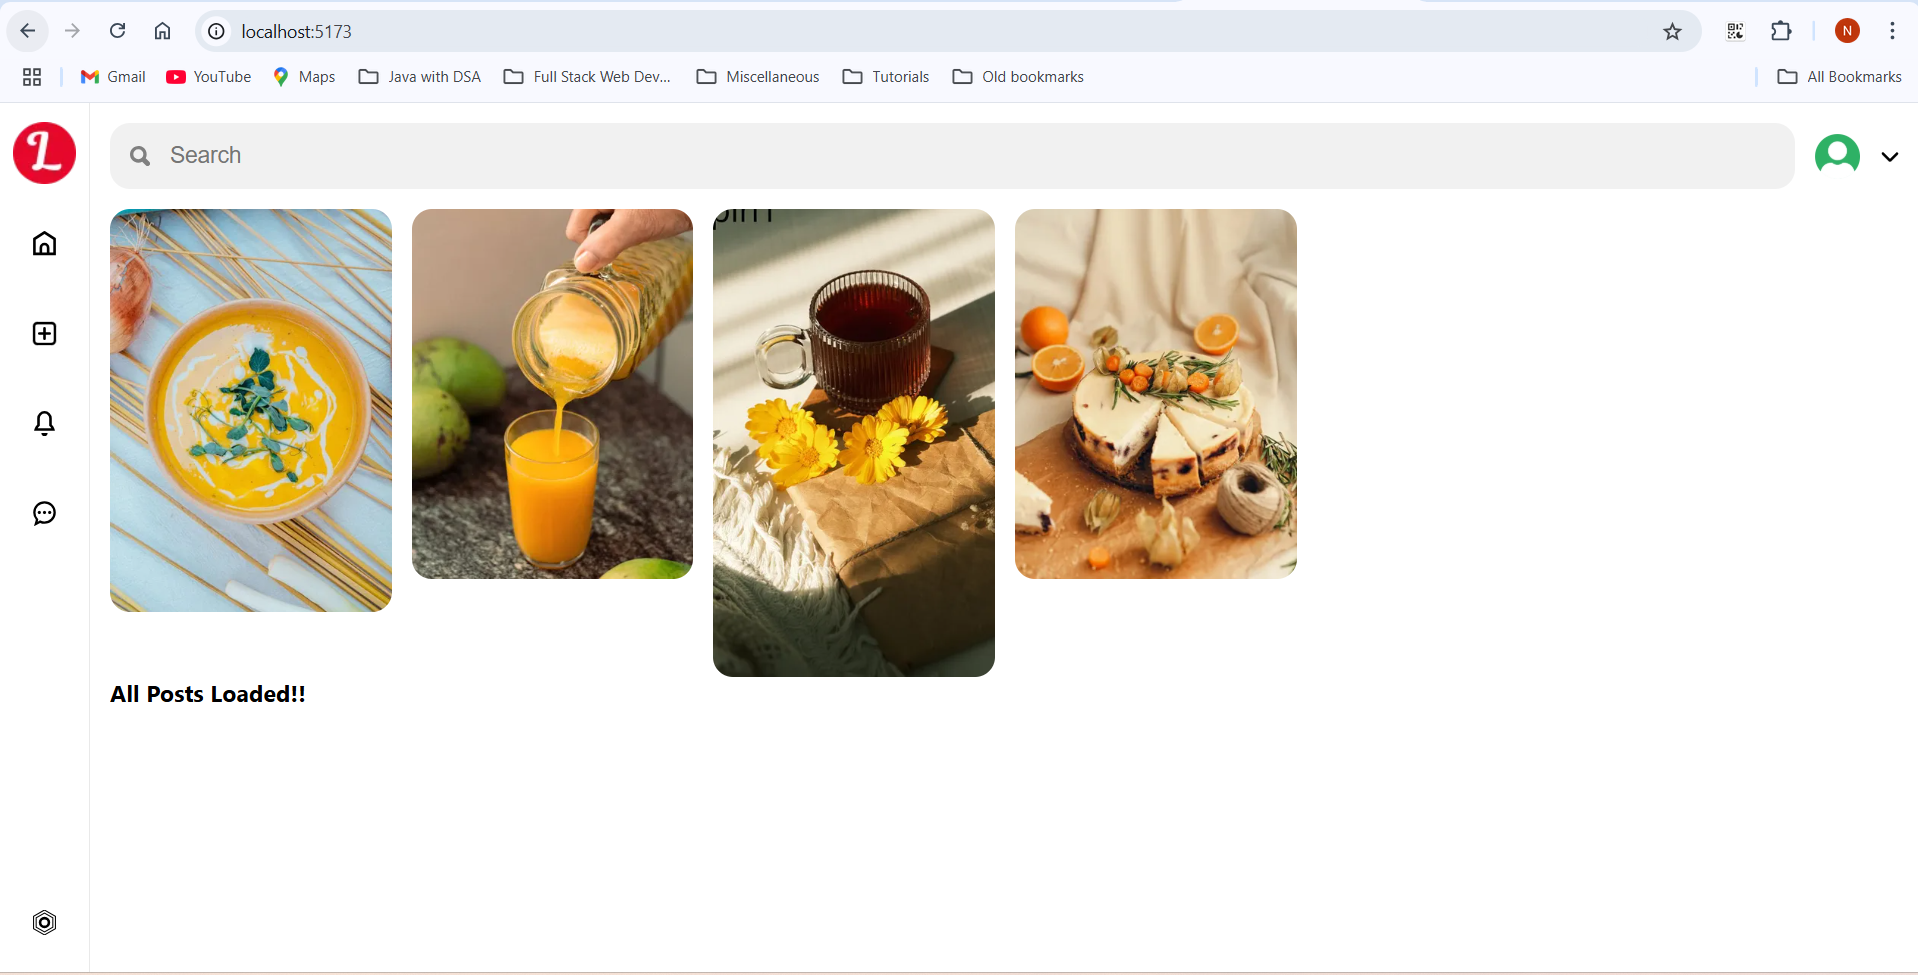 localhost:5173
N
Gmail
YouTube
Maps
Java with DSA
Full Stack Web Dev...
Miscellaneous
Tutorials
Old bookmarks
All Bookmarks
L
Search
All Posts Loaded!!